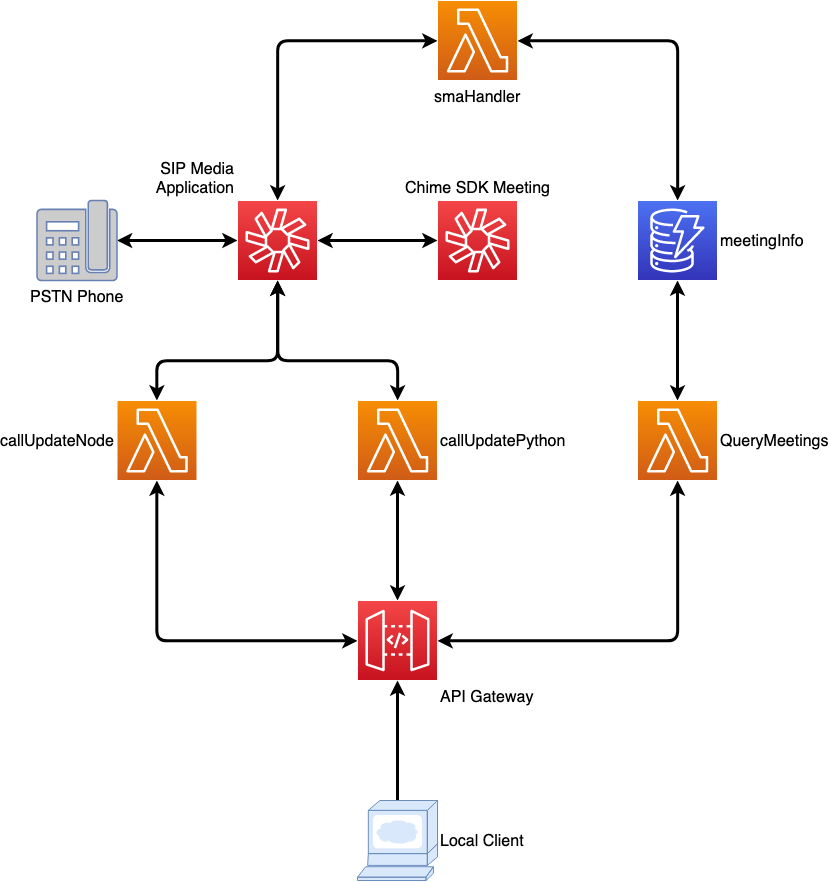 smaHandler
SIP Media
Application
Chime SDK Meeting
meetingInfo
PSTN Phone
callUpdateNode
callUpdatePython
QueryMeetings
</>
API Gateway
Local Client